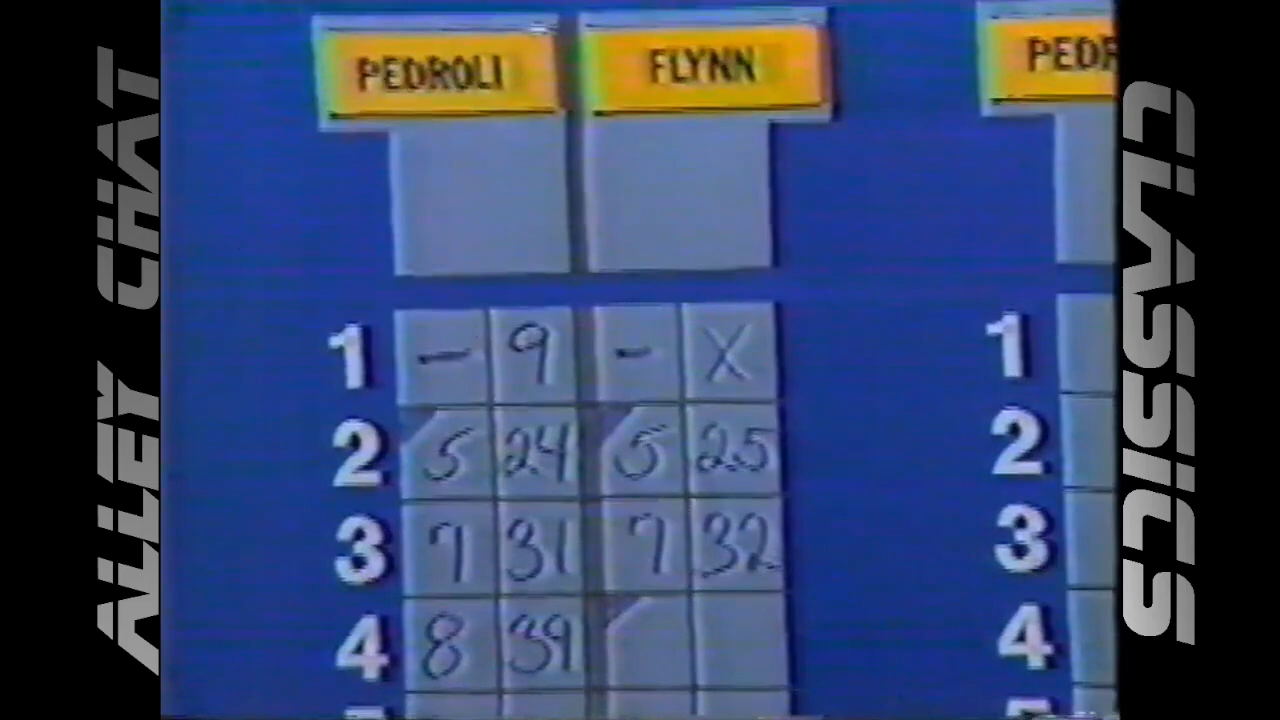 ALLEY CHAT
PEDROLI FLYNN PEDR
1 - 9 - X 1
2 5 24 5 25 2
3 7 31 7 32 3
4 8 39 4
CLASSICS